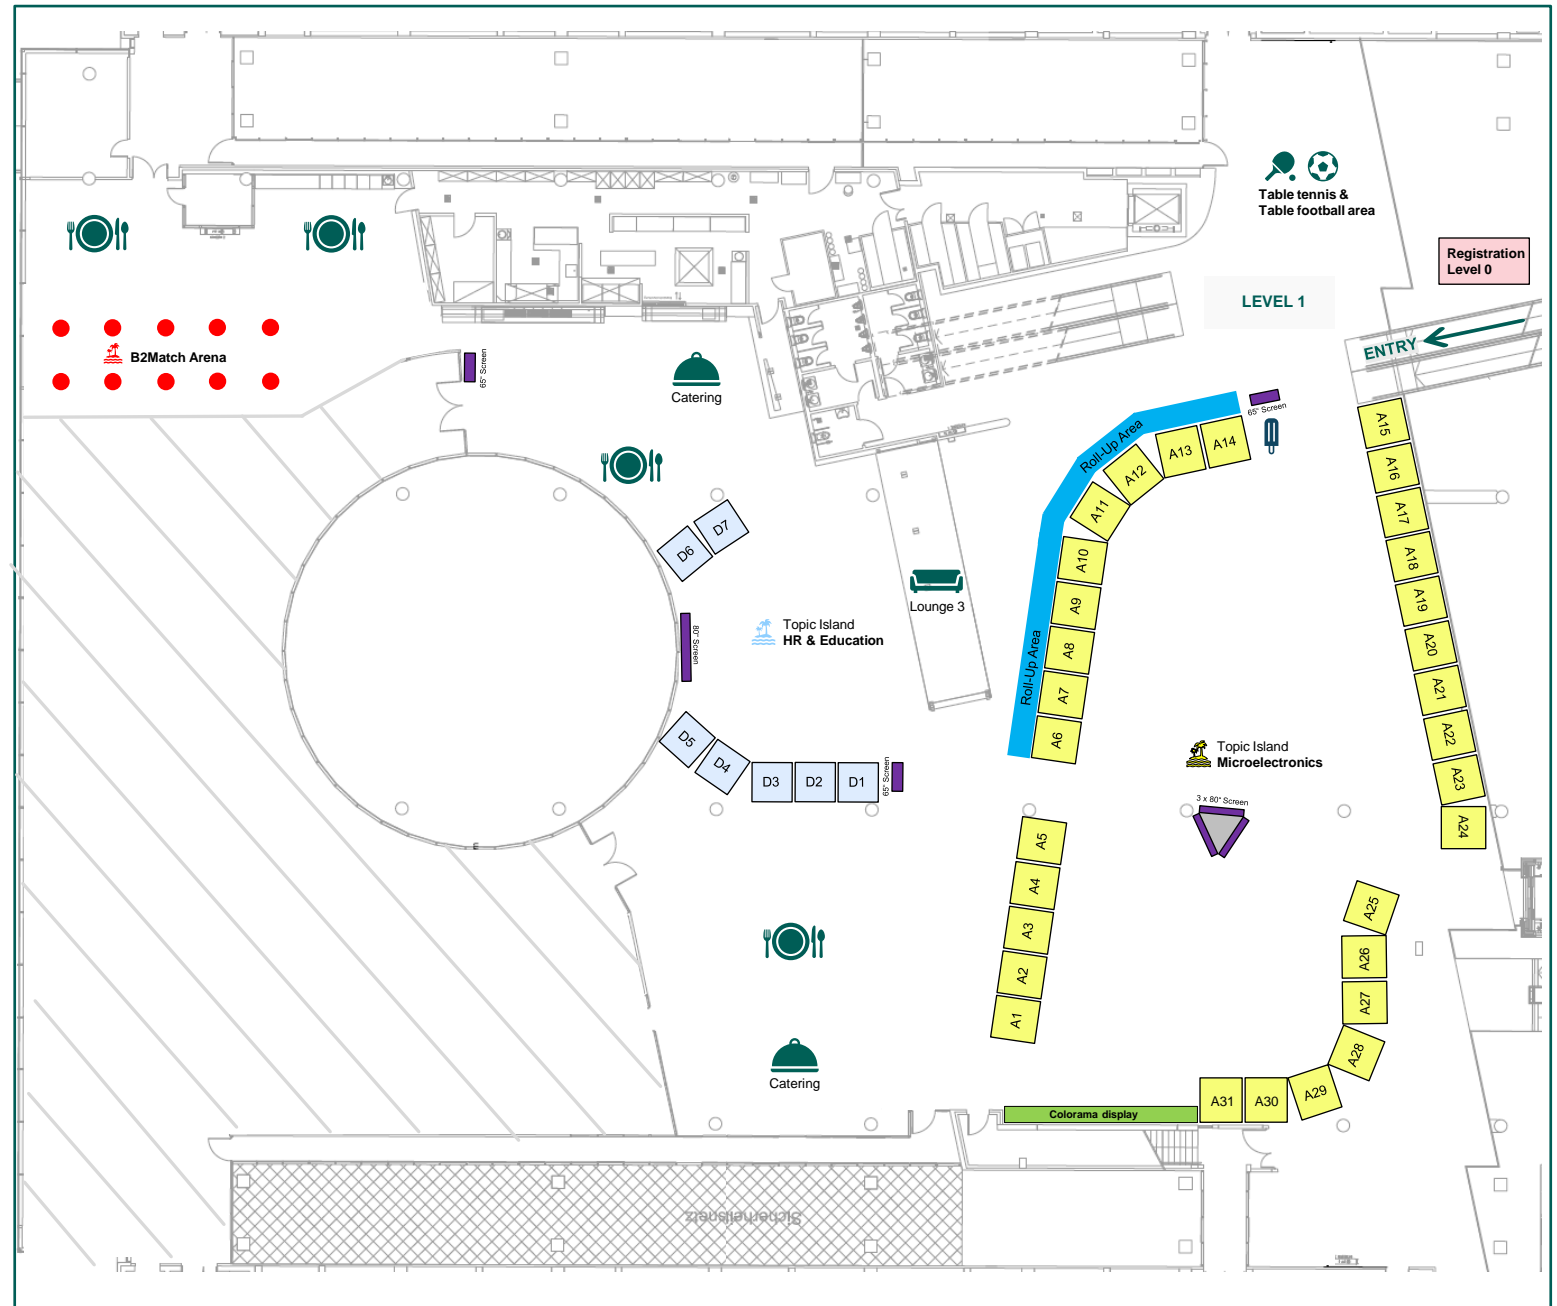 Table tennis &
Table football area
Registration
Level 0
LEVEL 1
ENTRY
B2Match Arena
65" Screen
Catering
65" Screen
Roll-Up Area
A15
A16
A17
A18
A19
A20
A21
A22
A23
A24
A14
A13
A12
A11
A10
A9
A8
A7
A6
Roll-Up Area
D7
D6
80" Screen
Topic Island
HR & Education
Lounge 3
D5
D4
D3
D2
D1
65" Screen
Topic Island
Microelectronics
3 x 80" Screen
A5
A4
A3
A2
A1
A25
A26
A27
A28
A29
A30
A31
Catering
Colorama display
Sicherheitsnetz